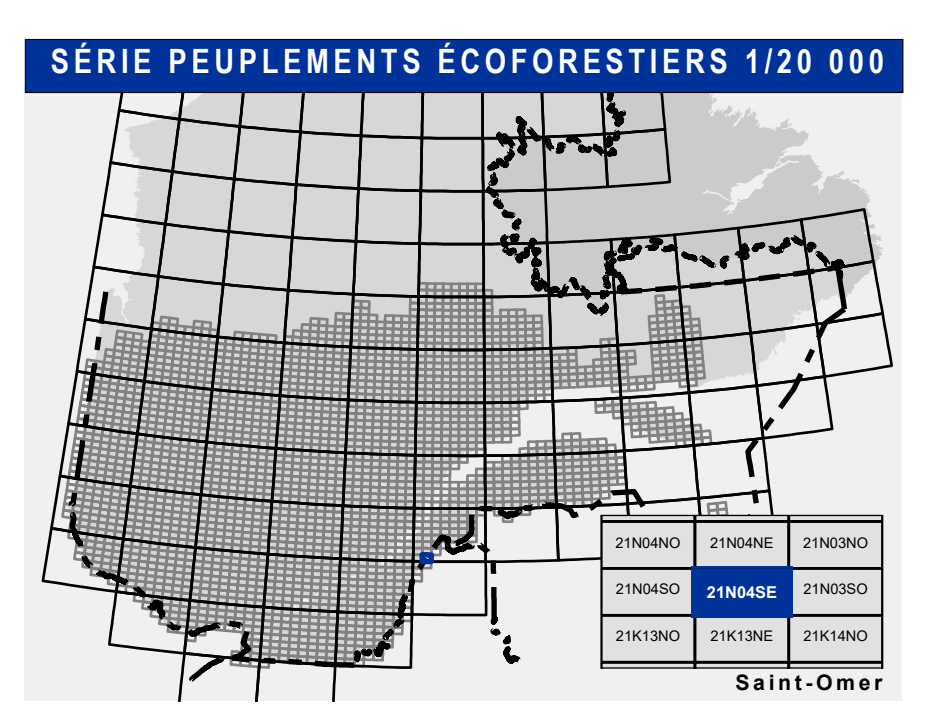 SÉRIE PEUPLEMENTS ÉCOFORESTIERS 1/20 000
21N04NO 21N04NE 21N03NO
21N04SO 21N04SE 21N03SO
21K13NO 21K13NE 21K14NO
Saint-Omer